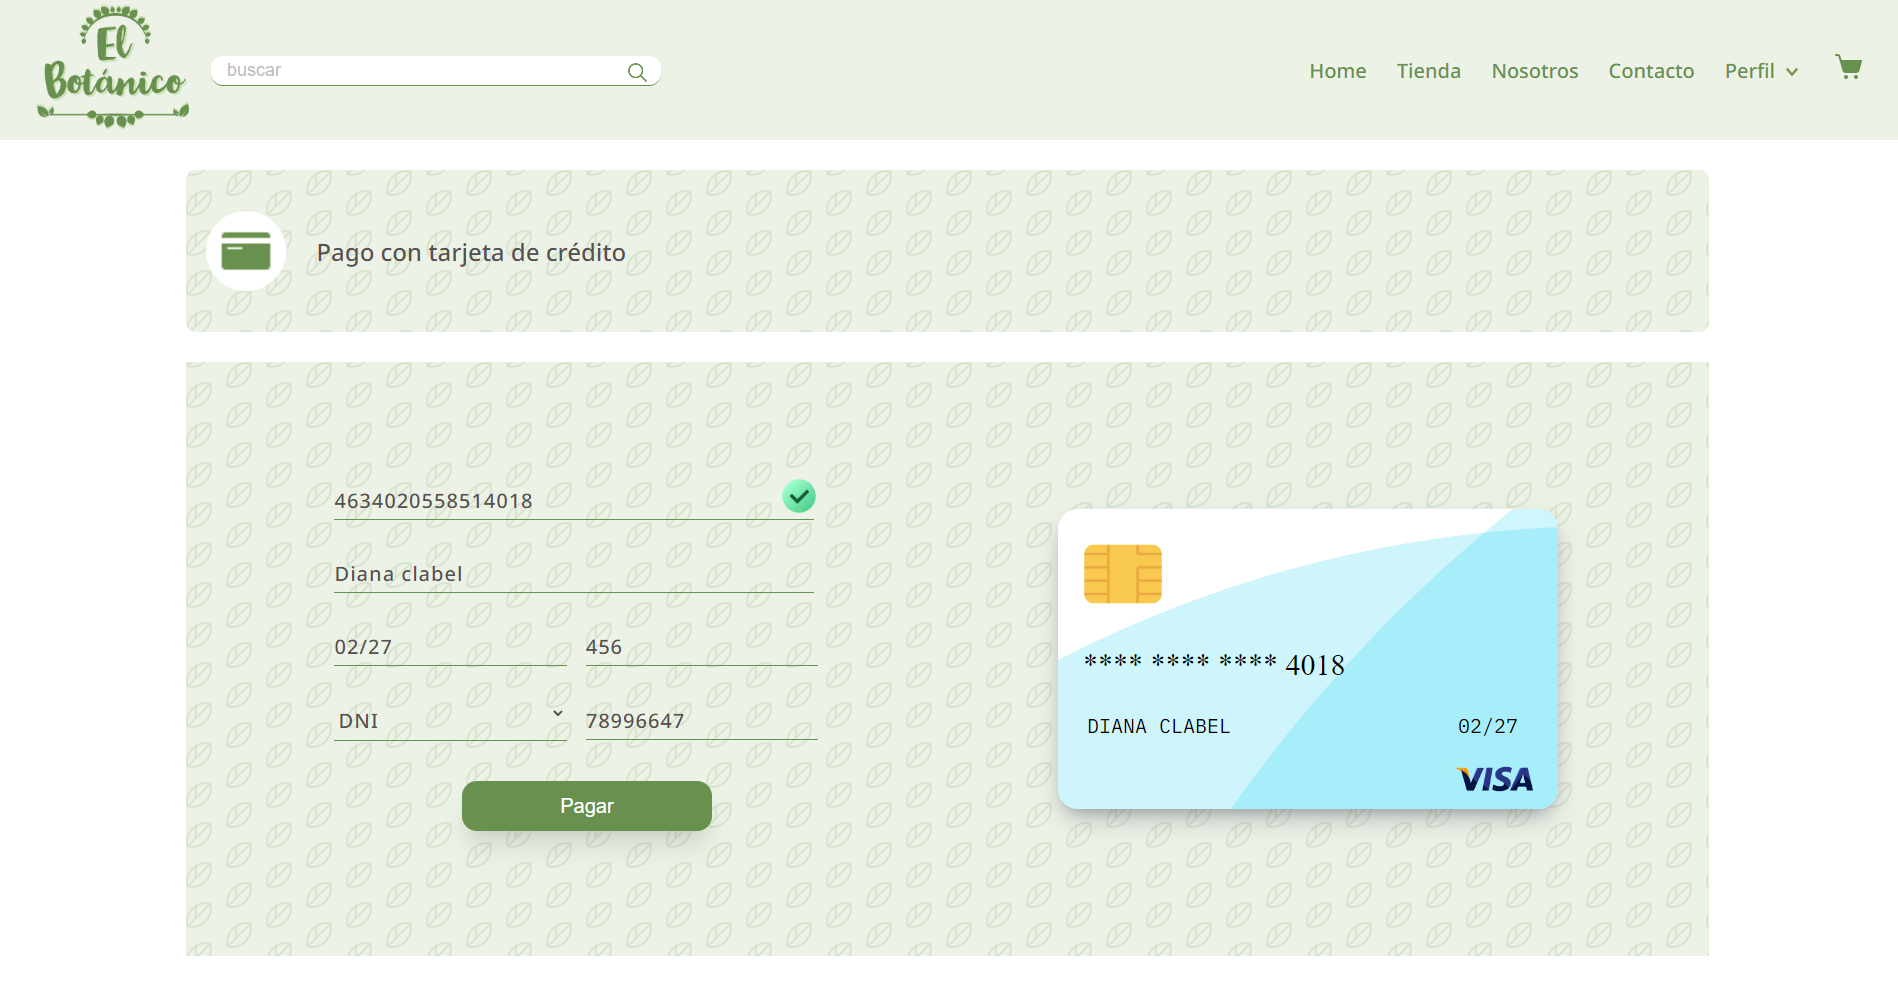 El
Botánico
buscar
Home Tienda Nosotros Contacto Perfil
Pago con tarjeta de crédito
4634020558514018
Diana clabel
02/27 456
DNI 78996647
Pagar
**** **** **** 4018
DIANA CLABEL 02/27
VISA